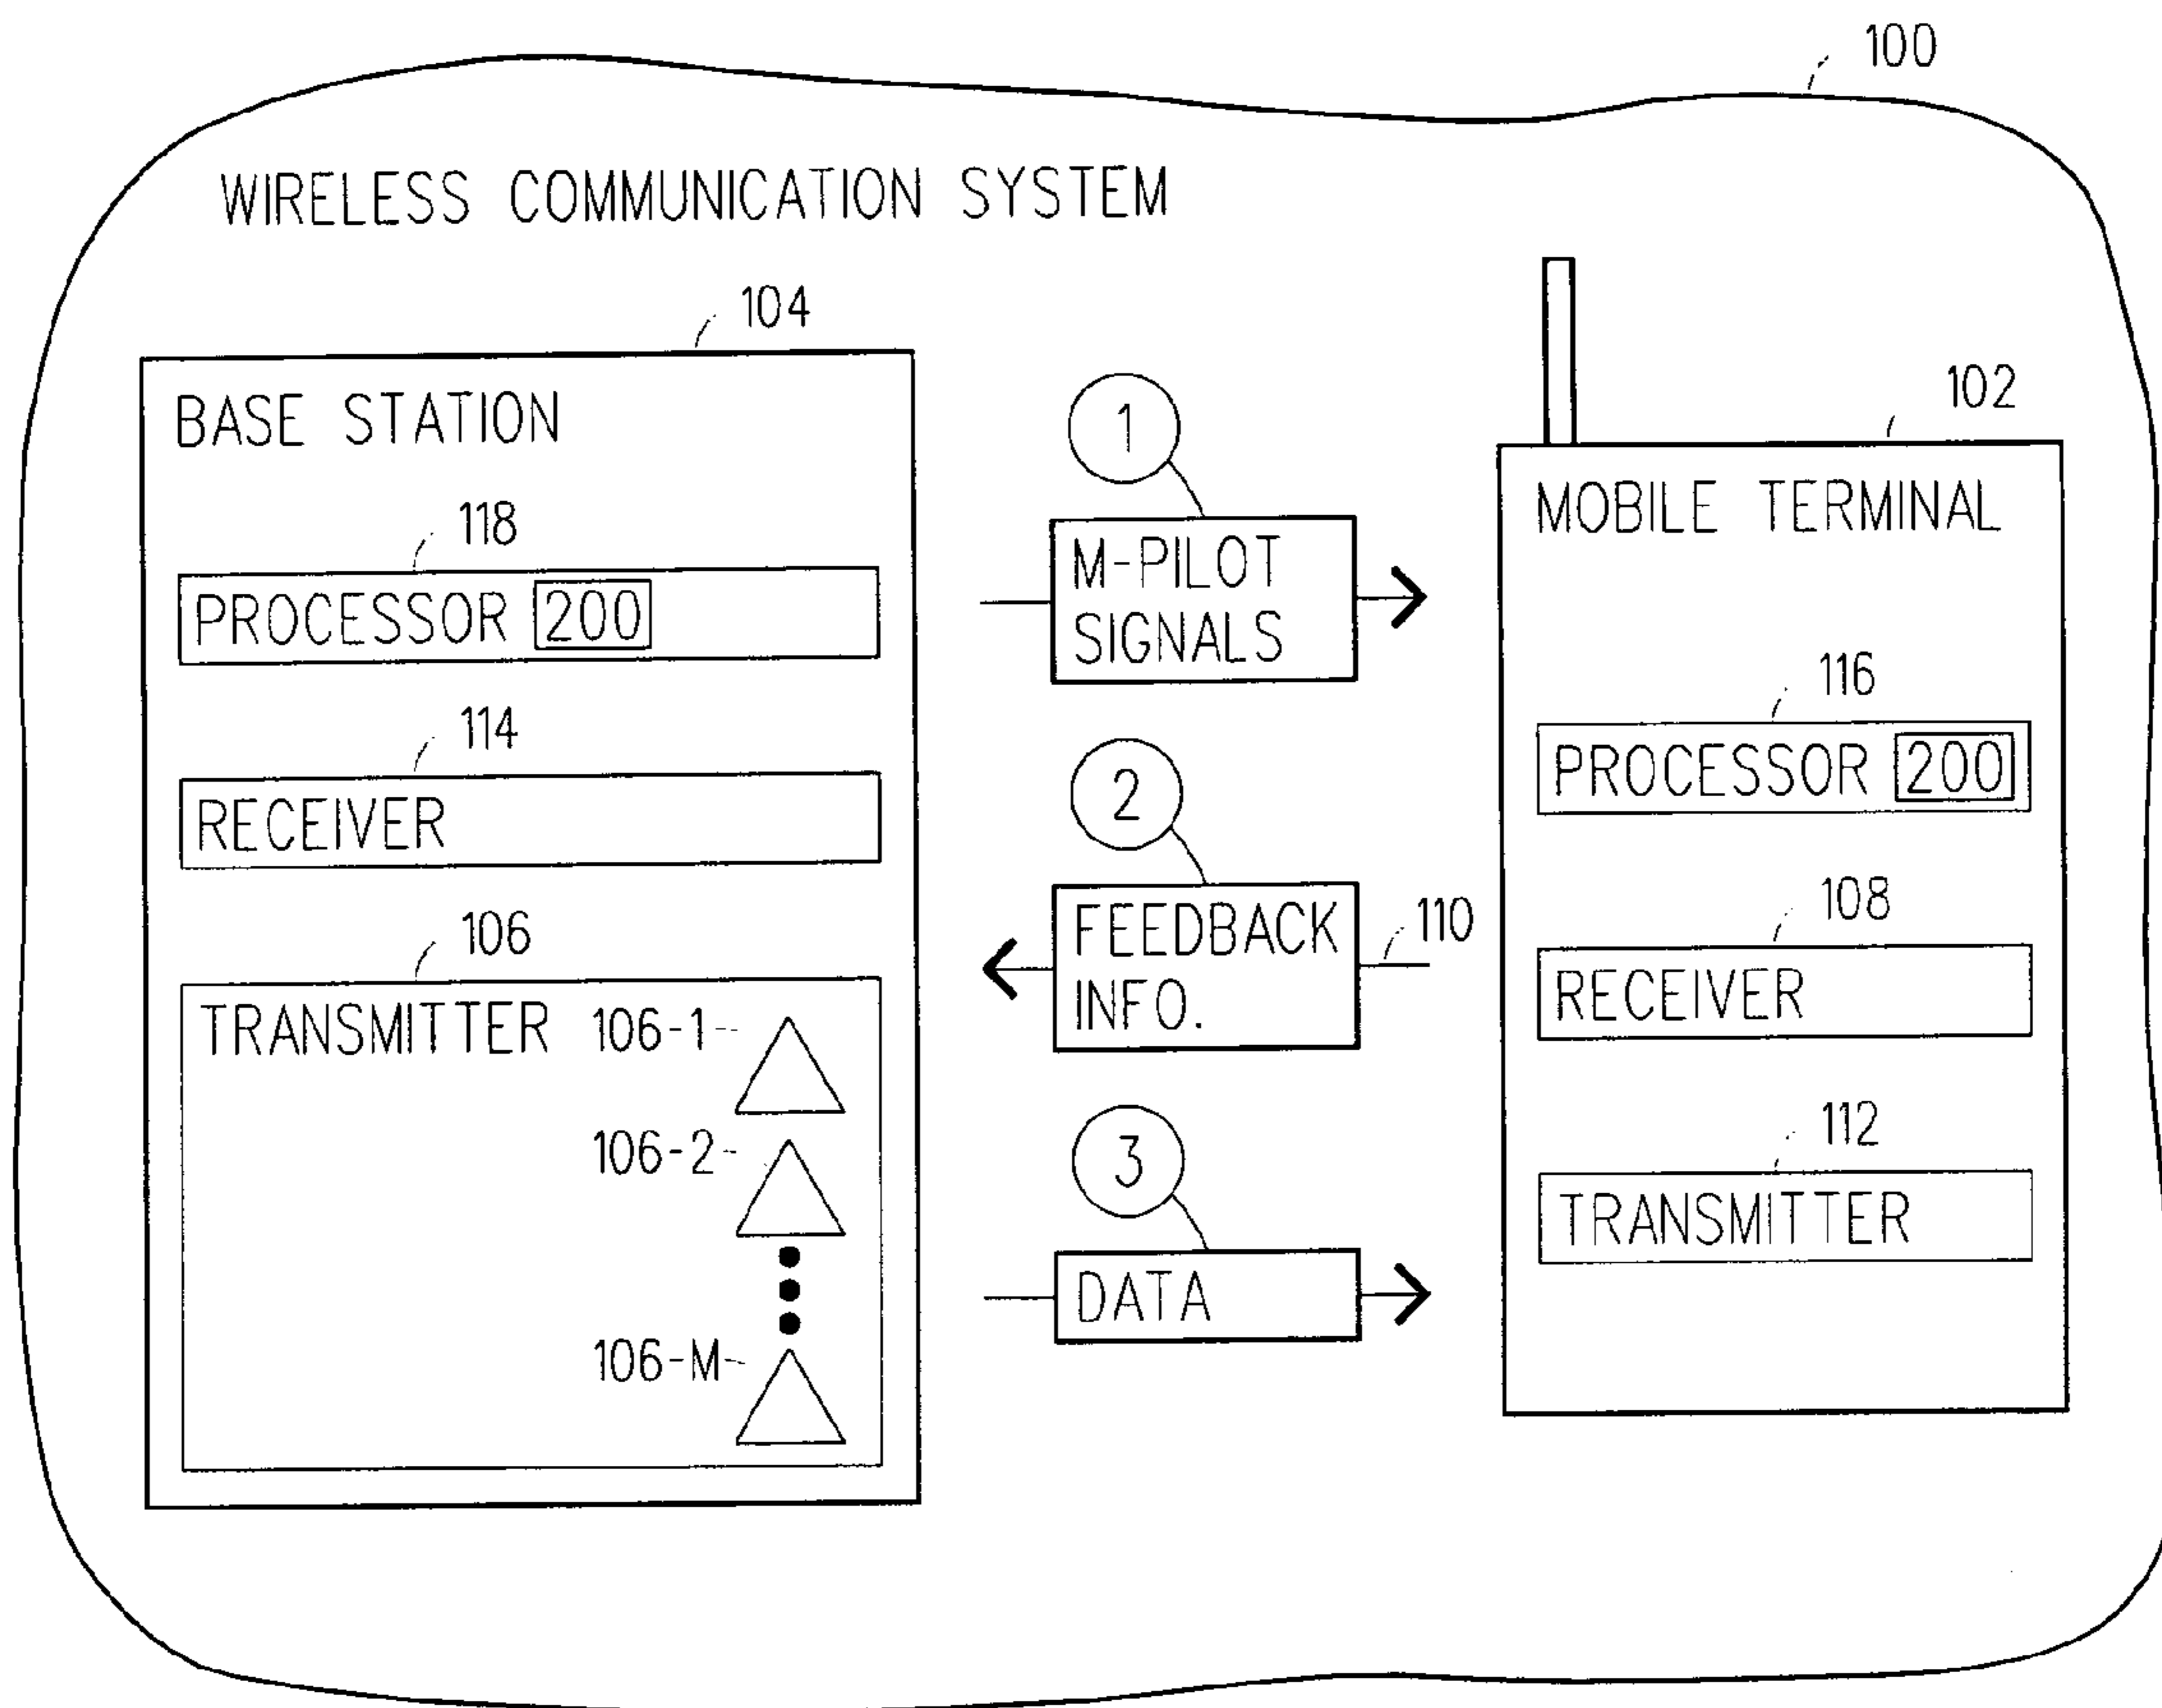 100
WIRELESS COMMUNICATION SYSTEM
104
BASE STATION
118
PROCESSOR 200
114
RECEIVER
106
TRANSMITTER 106-1
106-2
106-M
1
M-PILOT
SIGNALS
2
FEEDBACK
INFO.
110
3
DATA
102
MOBILE TERMINAL
116
PROCESSOR 200
108
RECEIVER
112
TRANSMITTER